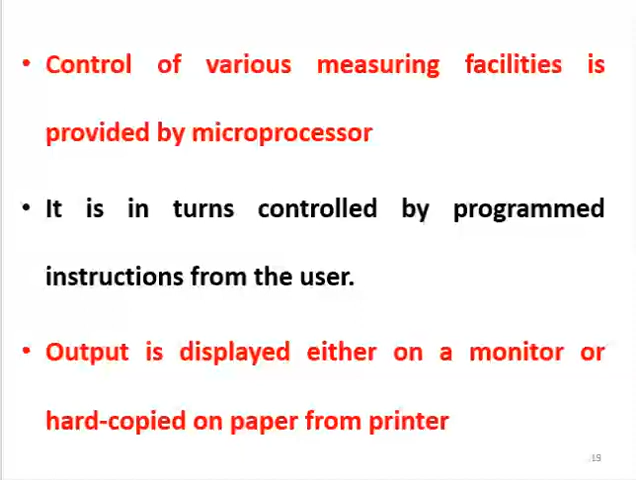 • Control of various measuring facilities is
provided by microprocessor
• It is in turns controlled by programmed
instructions from the user.
• Output is displayed either on a monitor or
hard-copied on paper from printer
19